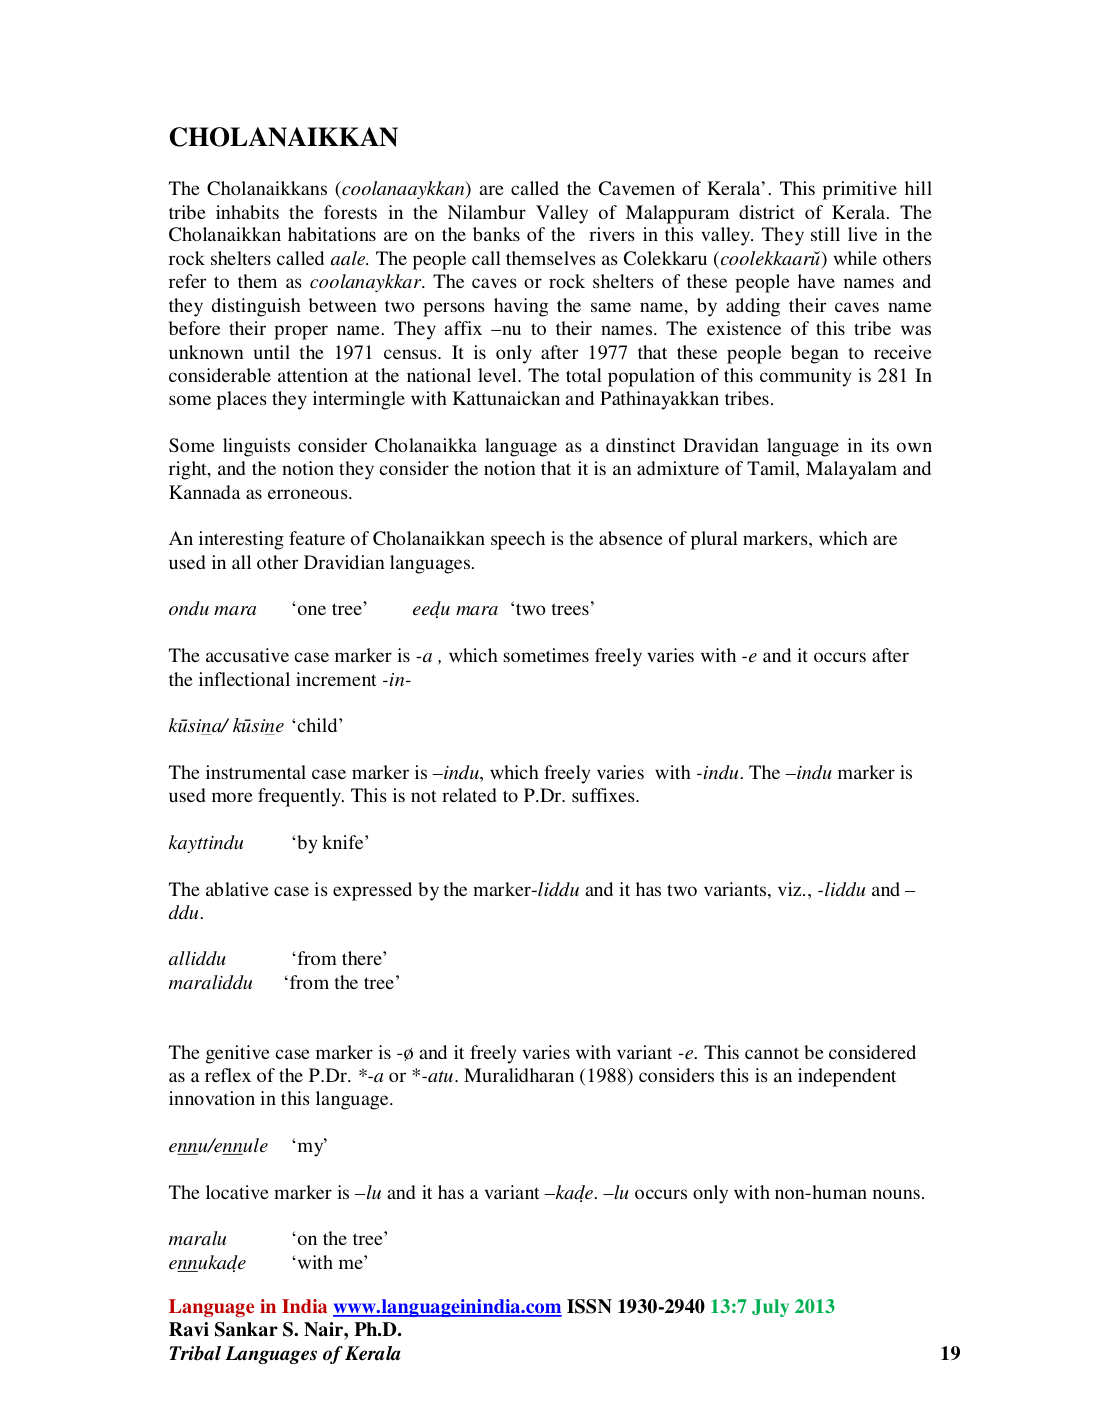 CHOLANAIKKAN
The Cholanaikkans (coolanaaykkan) are called the Cavemen of Kerala’. This primitive hill
tribe inhabits the forests in the Nilambur Valley of Malappuram district of Kerala. The
Cholanaikkan habitations are on the banks of the rivers in this valley. They still live in the
rock shelters called aale. The people call themselves as Colekkaru (coolekkaarŭ) while others
refer to them as coolanaykkar. The caves or rock shelters of these people have names and
they distinguish between two persons having the same name, by adding their caves name
before their proper name. They affix –nu to their names. The existence of this tribe was
unknown until the 1971 census. It is only after 1977 that these people began to receive
considerable attention at the national level. The total population of this community is 281 In
some places they intermingle with Kattunaickan and Pathinayakkan tribes.
Some linguists consider Cholanaikka language as a dinstinct Dravidan language in its own
right, and the notion they consider the notion that it is an admixture of Tamil, Malayalam and
Kannada as erroneous.
An interesting feature of Cholanaikkan speech is the absence of plural markers, which are
used in all other Dravidian languages.
ondu mara ‘one tree’ eeḍu mara ‘two trees’
The accusative case marker is -a , which sometimes freely varies with -e and it occurs after
the inflectional increment -in-
kūsiṉa/ kūsiṉe ‘child’
The instrumental case marker is –indu, which freely varies with -indu. The –indu marker is
used more frequently. This is not related to P.Dr. suffixes.
kayttindu ‘by knife’
The ablative case is expressed by the marker-liddu and it has two variants, viz., -liddu and –
ddu.
alliddu ‘from there’
maraliddu ‘from the tree’
The genitive case marker is -ø and it freely varies with variant -e. This cannot be considered
as a reflex of the P.Dr. *-a or *-atu. Muralidharan (1988) considers this is an independent
innovation in this language.
eṉṉu/eṉṉule ‘my’
The locative marker is –lu and it has a variant –kaḍe. –lu occurs only with non-human nouns.
maralu ‘on the tree’
eṉṉukaḍe ‘with me’
Language in India www.languageinindia.com ISSN 1930-2940 13:7 July 2013
Ravi Sankar S. Nair, Ph.D.
Tribal Languages of Kerala 19